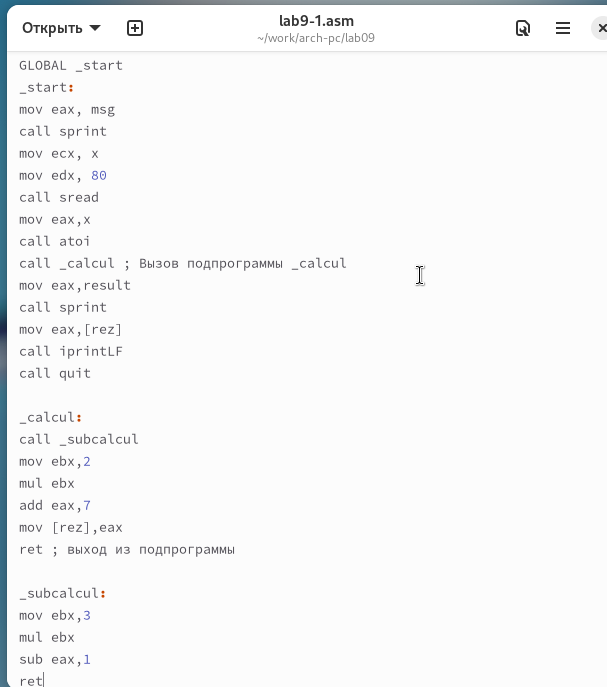 Открыть
lab9-1.asm
~/work/arch-pc/lab09
GLOBAL _start
_start:
mov eax, msg
call sprint
mov ecx, x
mov edx, 80
call sread
mov eax,x
call atoi
call _calcul ; Вызов подпрограммы _calcul
mov eax,result
call sprint
mov eax,[rez]
call iprintLF
call quit
_calcul:
call _subcalcul
mov ebx,2
mul ebx
add eax,7
mov [rez],eax
ret ; выход из подпрограммы
_subcalcul:
mov ebx,3
mul ebx
sub eax,1
ret